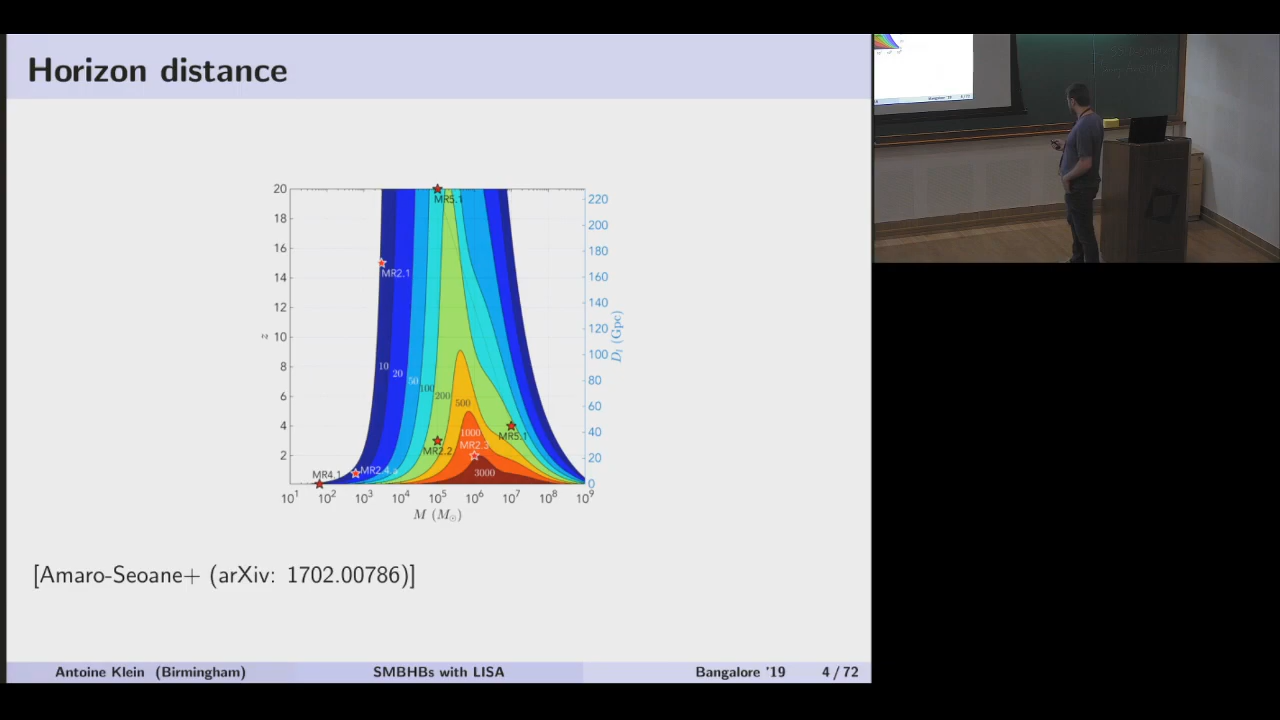 Horizon distance
20
18
16
14
12
10
8
6
4
2
z
220
200
180
160
140
120
100
80
60
40
20
0
D_l (Gpc)
MR5.1
MR2.1
10
20
50
100
200
500
1000
3000
MR2.2
MR2.3
MR5.1
MR4.1
MR2.4
10^1 10^2 10^3 10^4 10^5 10^6 10^7 10^8 10^9
M (M_⊙)
[Amaro-Seoane+ (arXiv: 1702.00786)]
Antoine Klein (Birmingham) SMBHBs with LISA Bangalore '19 4 / 72